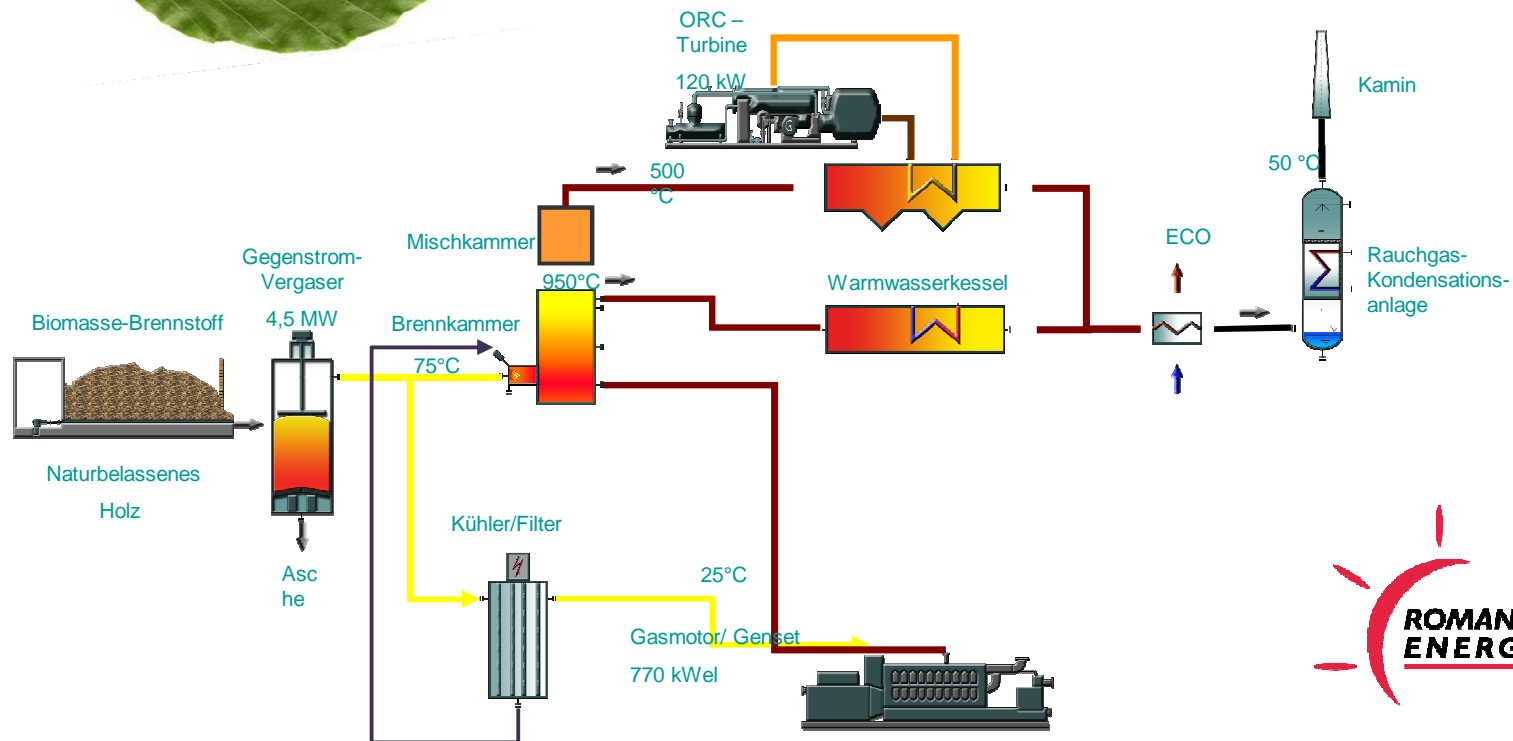 ORC –
Turbine
120 kW
Kamin
50 °C
500
°C
Mischkammer
ECO
Gegenstrom-
Vergaser
4,5 MW
950°C
Warmwasserkessel
Rauchgas-
Kondensations-
anlage
Biomasse-Brennstoff
Brennkammer
75°C
Naturbelassenes
Holz
Kühler/Filter
Asc
he
25°C
Gasmotor/ Genset
770 kWel
ROMAN
ENERG